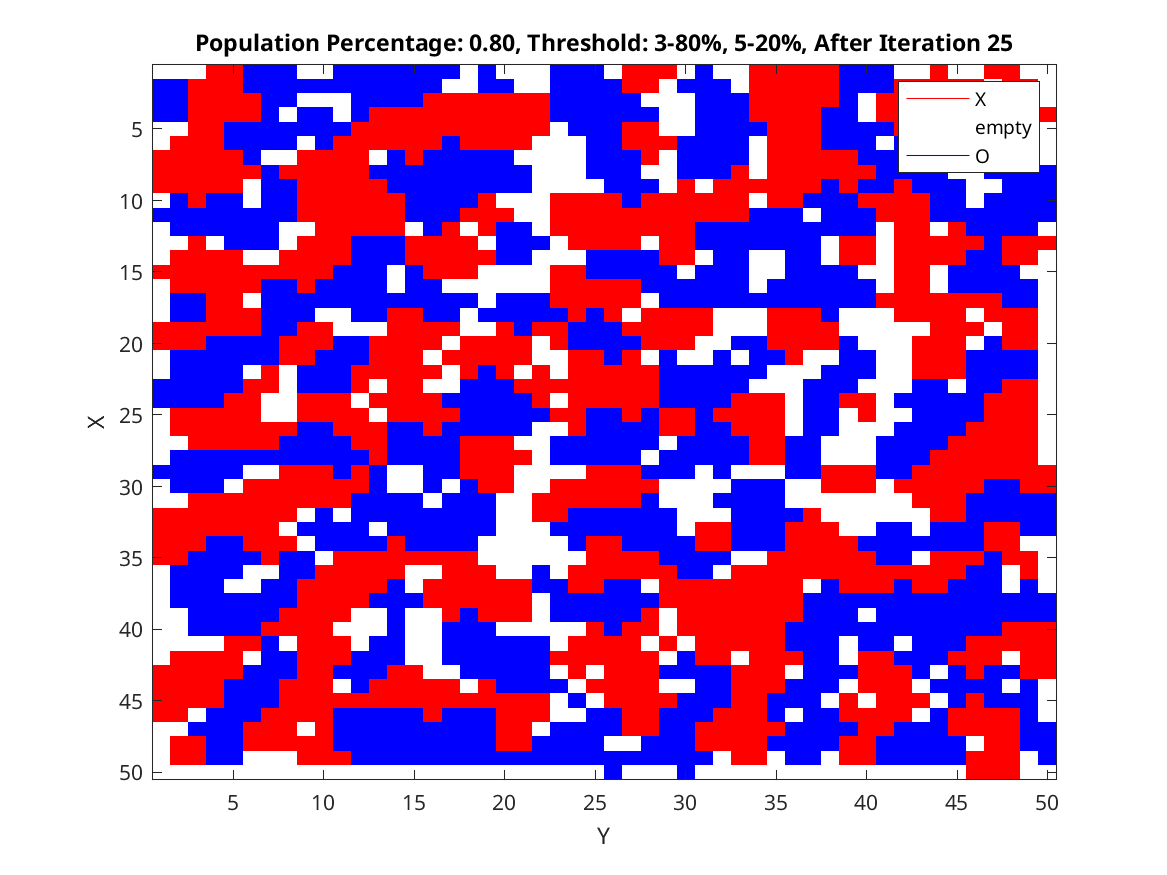 Population Percentage: 0.80, Threshold: 3-80%, 5-20%, After Iteration 25
X
empty
O
5
10
15
20
25
30
35
40
45
50
X
5 10 15 20 25 30 35 40 45 50
Y